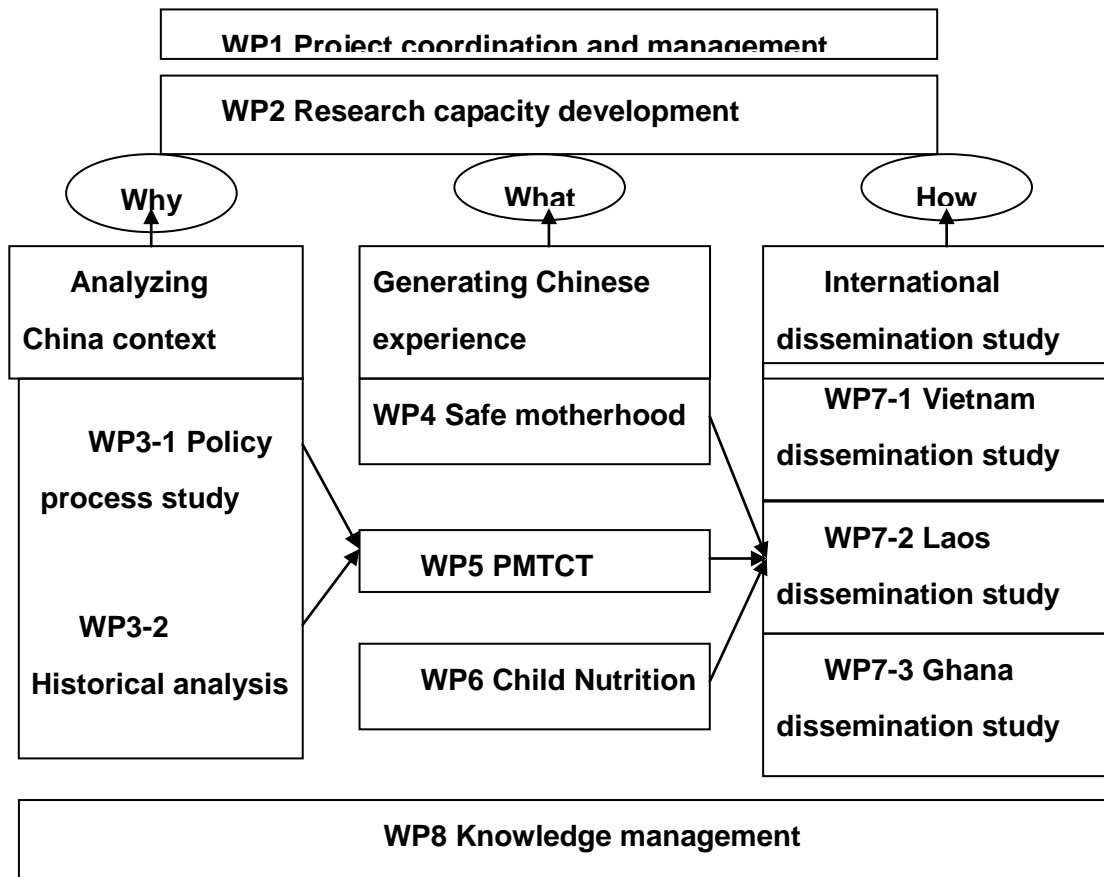 WP1 Project coordination and management
WP2 Research capacity development
Why
What
How
Analyzing
China context
Generating Chinese
experience
International
dissemination study
WP3-1 Policy
process study
WP3-2
Historical analysis
WP4 Safe motherhood
WP5 PMTCT
WP6 Child Nutrition
WP7-1 Vietnam
dissemination study
WP7-2 Laos
dissemination study
WP7-3 Ghana
dissemination study
WP8 Knowledge management